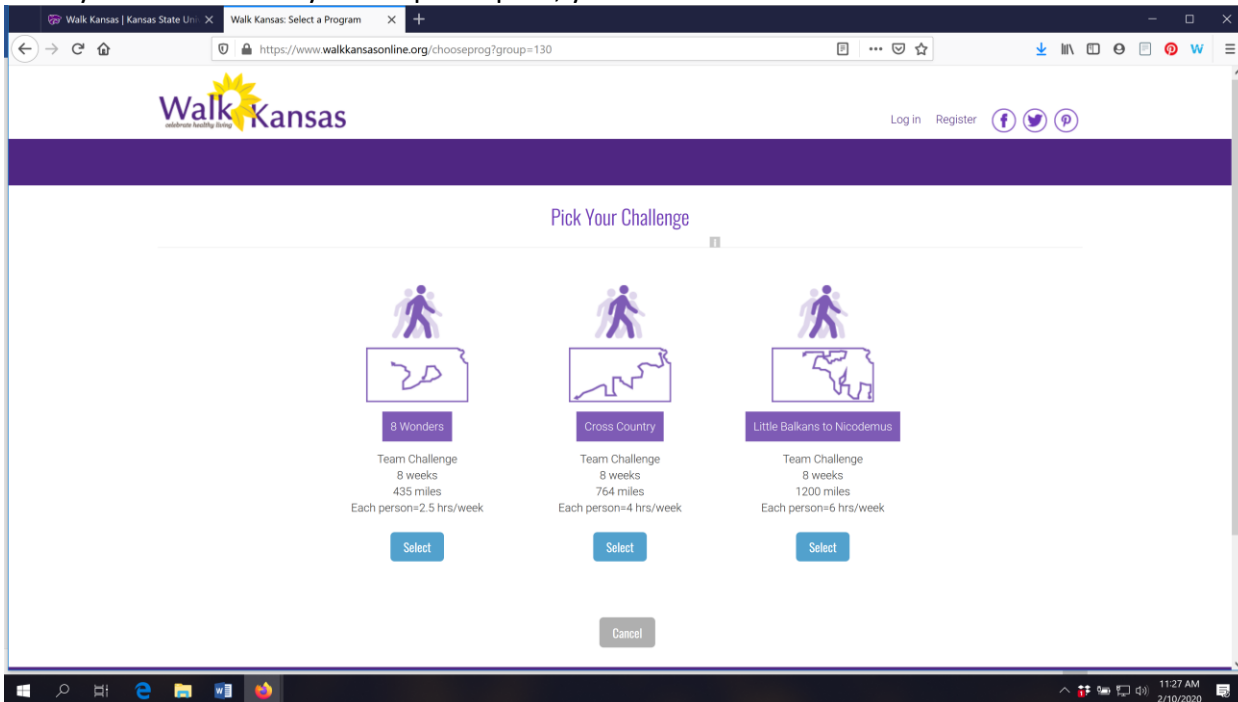 Walk Kansas | Kansas State Uni
Walk Kansas: Select a Program
https://www.walkkansasonline.org/chooseprog?group=130
Walk Kansas
celebrate healthy living
Log in Register
Pick Your Challenge
8 Wonders
Team Challenge
8 weeks
435 miles
Each person=2.5 hrs/week
Select
Cross Country
Team Challenge
8 weeks
764 miles
Each person=4 hrs/week
Select
Little Balkans to Nicodemus
Team Challenge
8 weeks
1200 miles
Each person=6 hrs/week
Select
Cancel
11:27 AM
2/10/2020